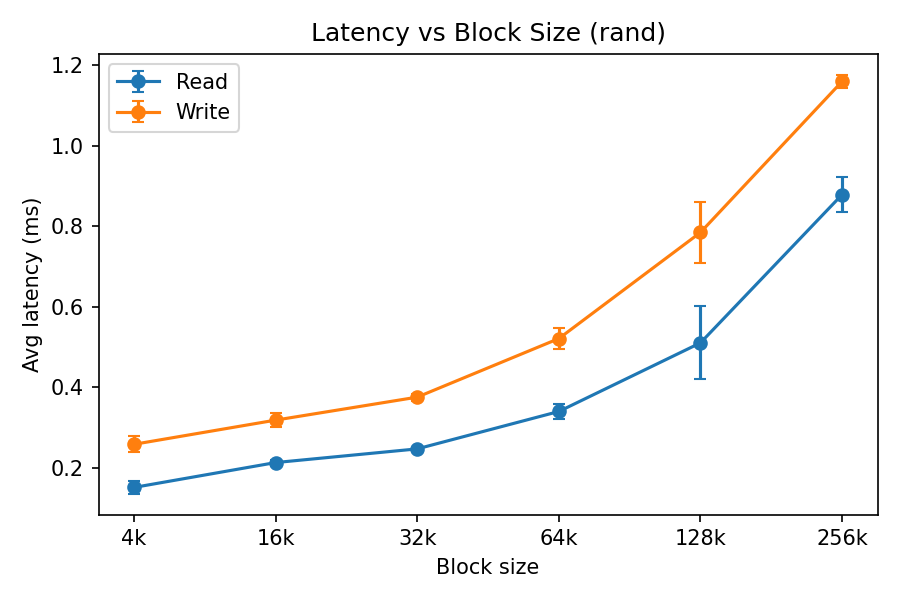 Latency vs Block Size (rand)
Read
Write
Avg latency (ms)
1.2
1.0
0.8
0.6
0.4
0.2
4k
16k
32k
64k
128k
256k
Block size